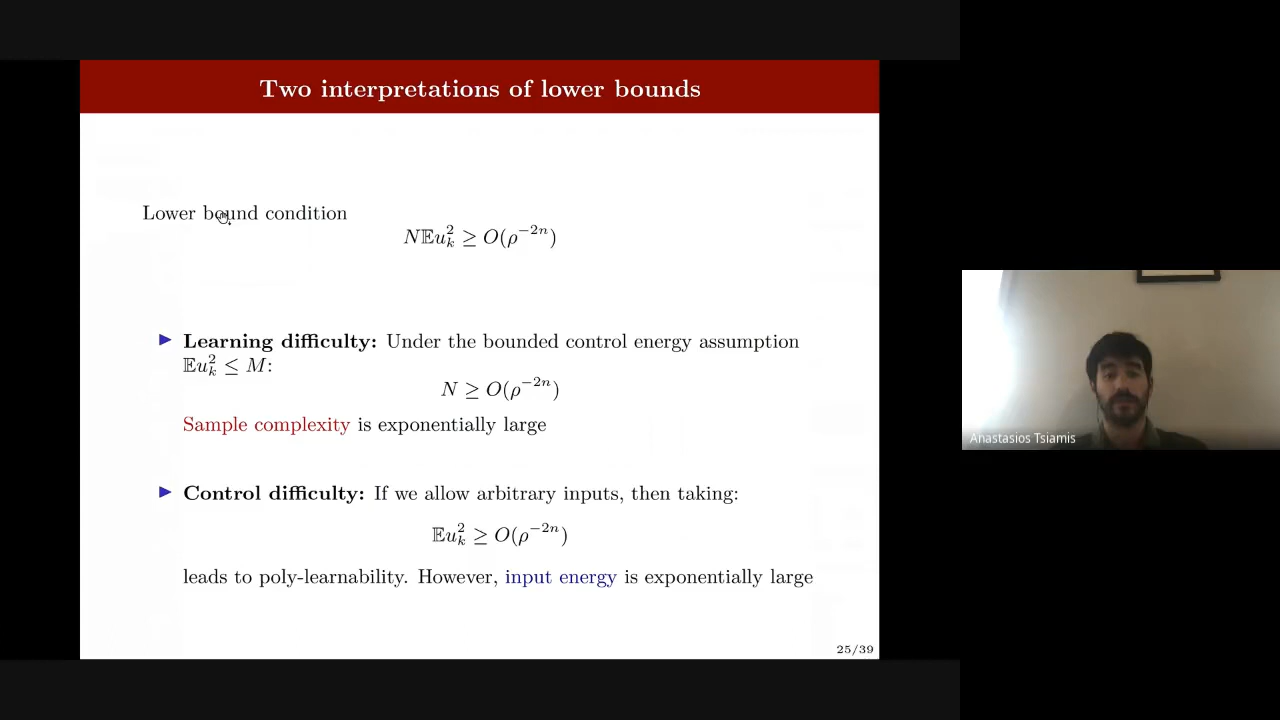 Two interpretations of lower bounds
Lower bound condition
N𝔼u_k^2 ≥ O(ρ^{-2n})
▶ Learning difficulty: Under the bounded control energy assumption
𝔼u_k^2 ≤ M:
N ≥ O(ρ^{-2n})
Sample complexity is exponentially large
▶ Control difficulty: If we allow arbitrary inputs, then taking:
𝔼u_k^2 ≥ O(ρ^{-2n})
leads to poly-learnability. However, input energy is exponentially large
25/39
Anastasios Tsiamis